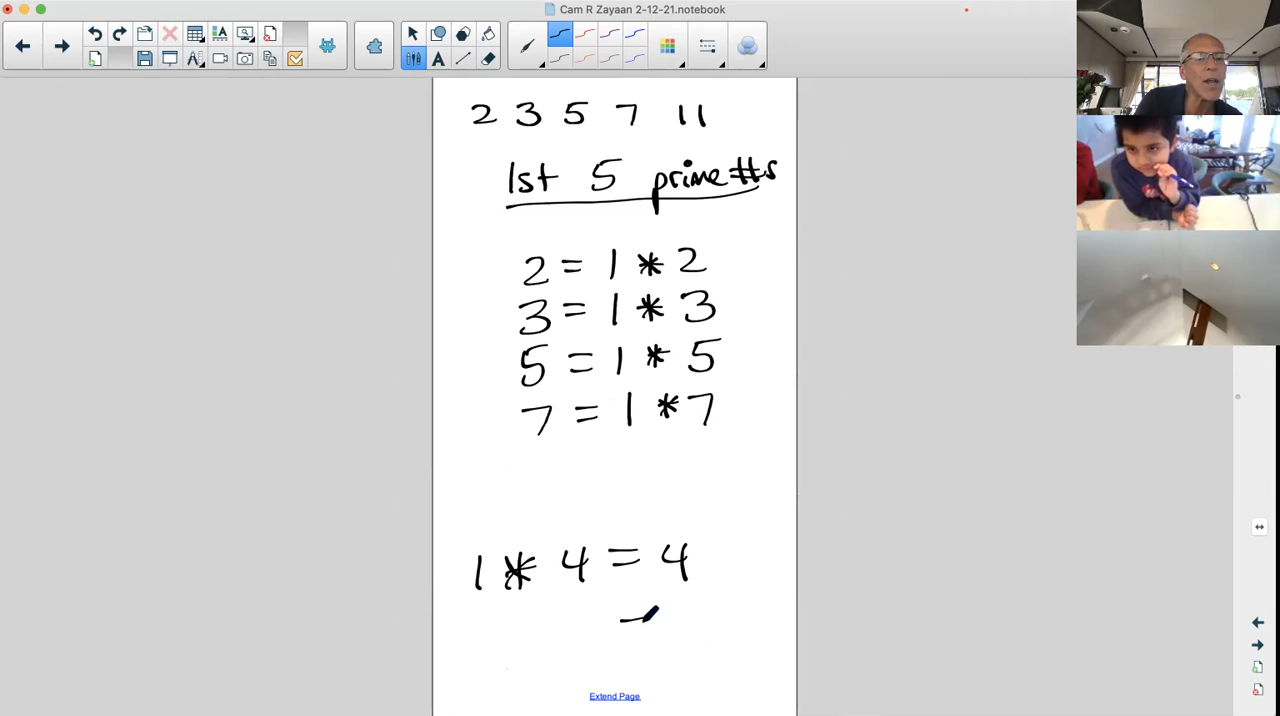 Cam R Zayaan 2-12-21.notebook
2 3 5 7 11
1st 5 prime #s
2 = 1 * 2
3 = 1 * 3
5 = 1 * 5
7 = 1 * 7
1 * 4 = 4
Extend Page